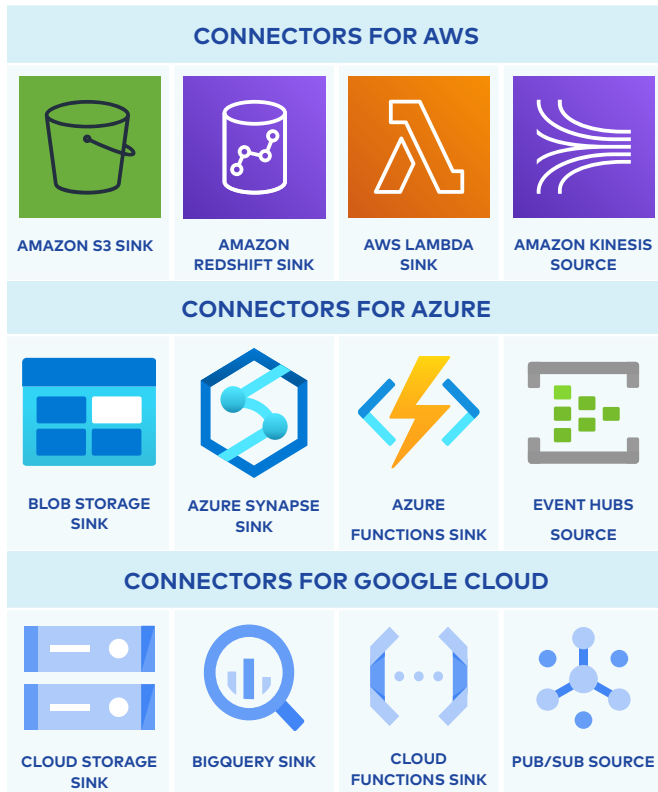 CONNECTORS FOR AWS
AMAZON S3 SINK
AMAZON
REDSHIFT SINK
AWS LAMBDA
SINK
AMAZON KINESIS
SOURCE
CONNECTORS FOR AZURE
BLOB STORAGE
SINK
AZURE SYNAPSE
SINK
AZURE
FUNCTIONS SINK
EVENT HUBS
SOURCE
CONNECTORS FOR GOOGLE CLOUD
CLOUD STORAGE
SINK
BIGQUERY SINK
CLOUD
FUNCTIONS SINK
PUB/SUB SOURCE